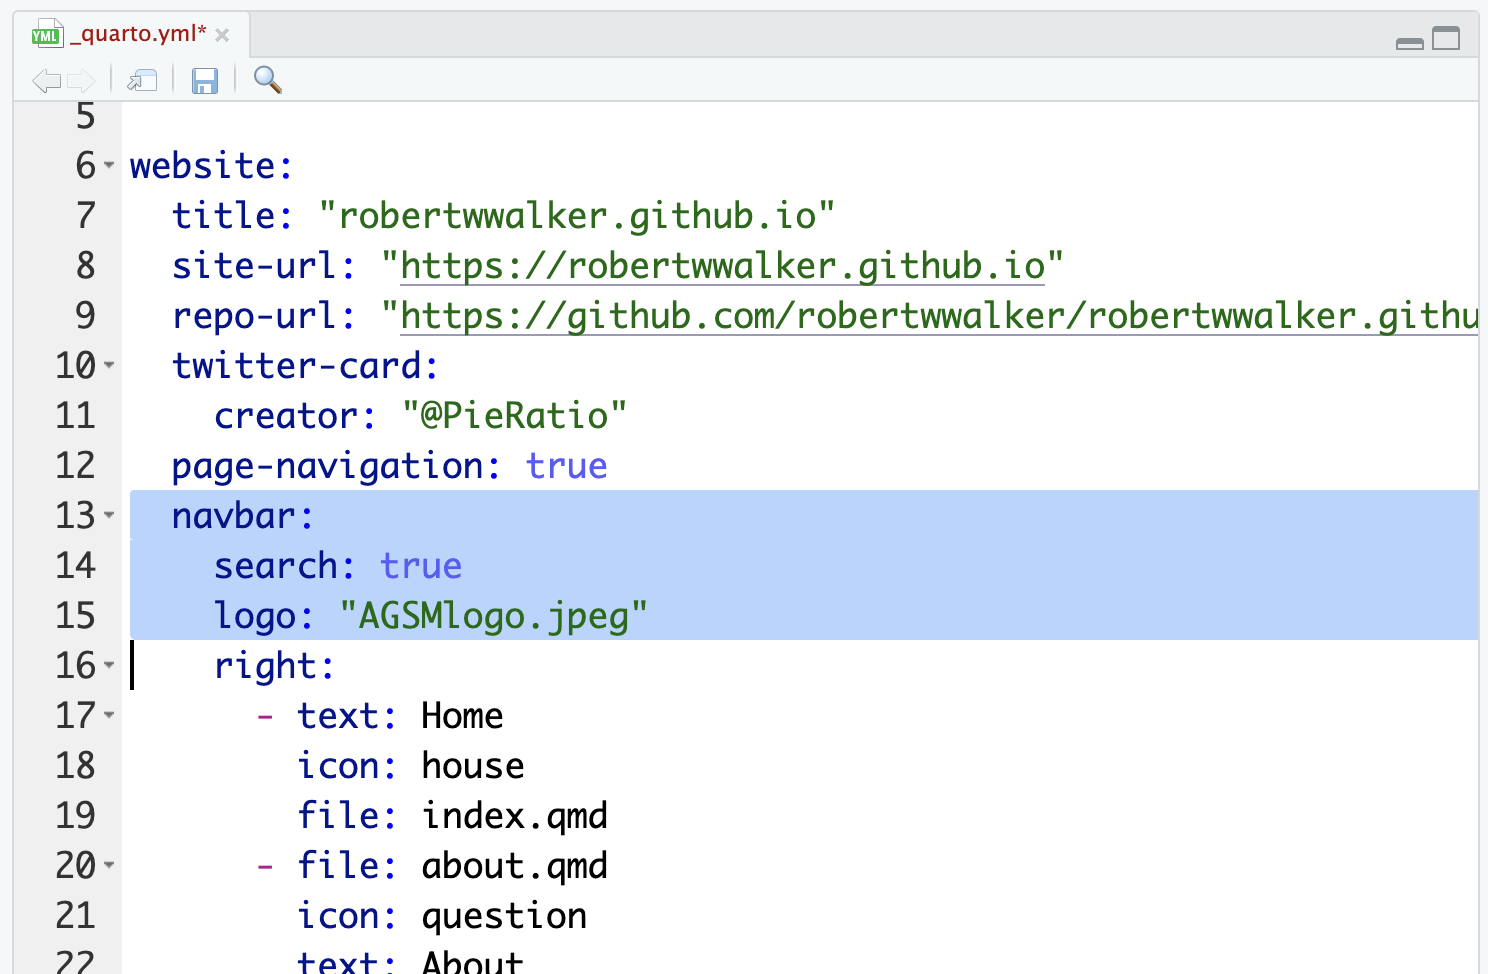 YML _quarto.yml*
5
6 website:
7   title: "robertwwalker.github.io"
8   site-url: "https://robertwwalker.github.io"
9   repo-url: "https://github.com/robertwwalker/robertwwalker.githu
10   twitter-card:
11     creator: "@PieRatio"
12   page-navigation: true
13   navbar:
14     search: true
15     logo: "AGSMlogo.jpeg"
16     right:
17       - text: Home
18         icon: house
19         file: index.qmd
20       - file: about.qmd
21         icon: question
22         text: About